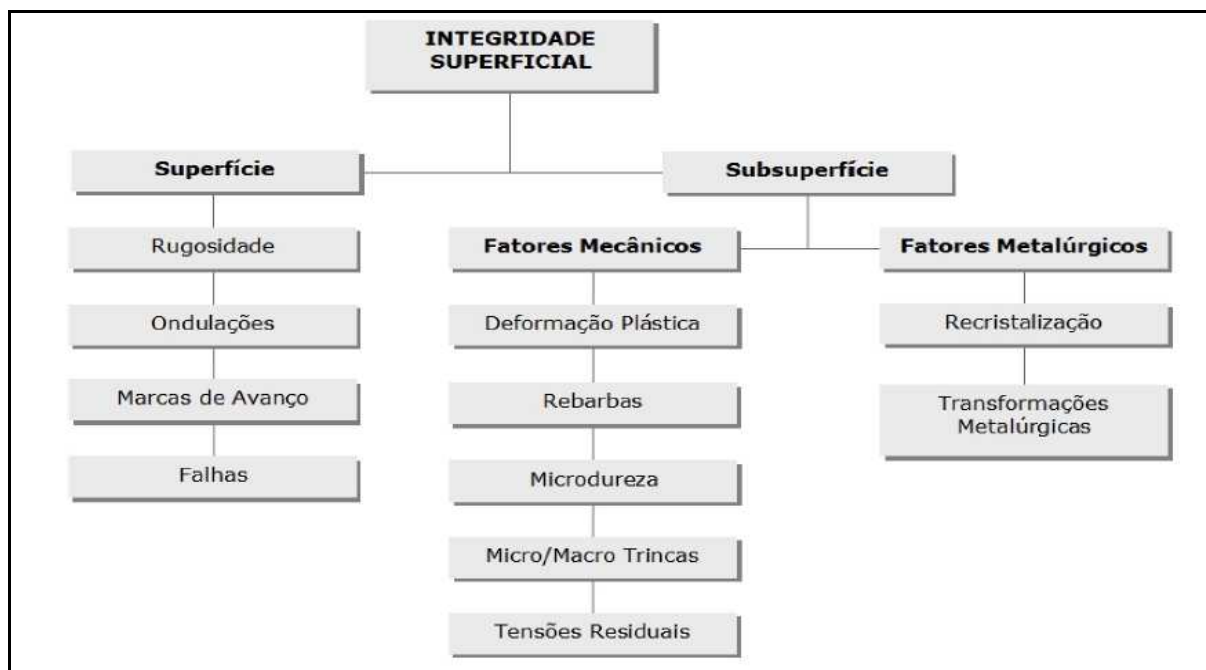 INTEGRIDADE
SUPERFICIAL
Superfície
Subsuperfície
Rugosidade
Fatores Mecânicos
Fatores Metalúrgicos
Ondulações
Deformação Plástica
Recristalização
Marcas de Avanço
Rebarbas
Transformações
Metalúrgicas
Falhas
Microdureza
Micro/Macro Trincas
Tensões Residuais